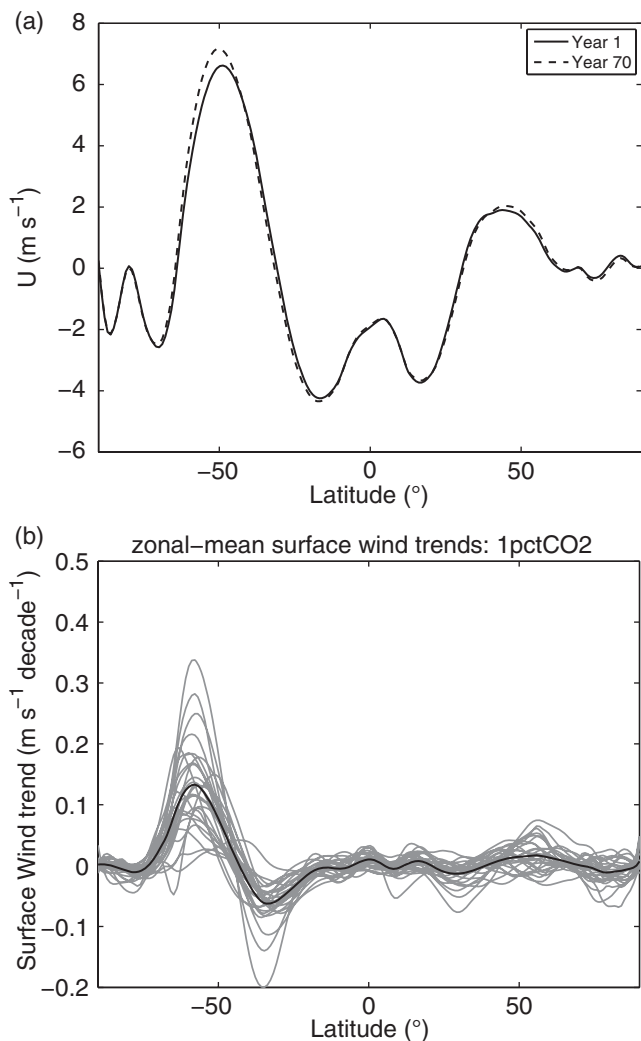 (a)
8
6
4
2
0
−2
−4
−6
U (m s⁻¹)
Year 1
Year 70
−50 0 50
Latitude (°)
(b)
zonal−mean surface wind trends: 1pctCO2
0.5
0.4
0.3
0.2
0.1
0
−0.1
−0.2
Surface Wind trend (m s⁻¹ decade⁻¹)
−50 0 50
Latitude (°)